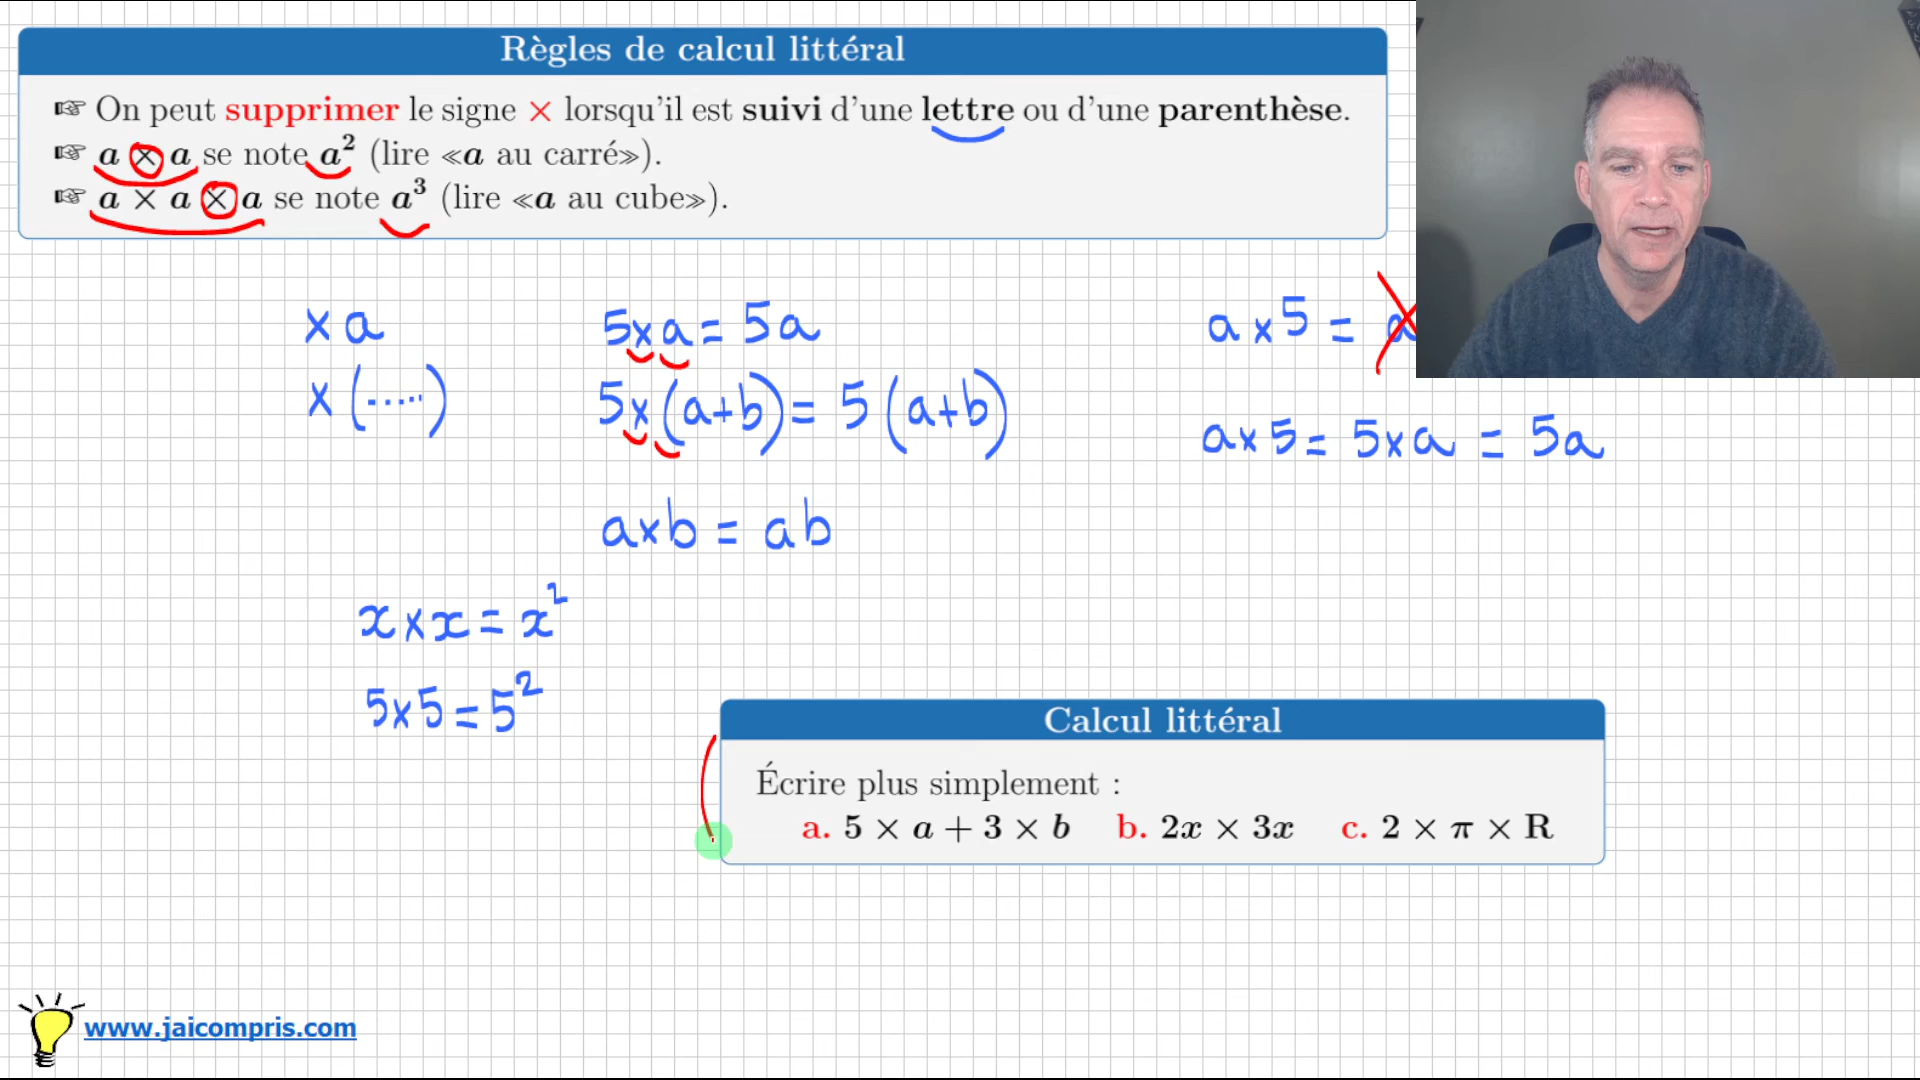 Règles de calcul littéral
☞ On peut supprimer le signe × lorsqu'il est suivi d'une lettre ou d'une parenthèse.
☞ a × a se note a² (lire ≪a au carré≫).
☞ a × a × a se note a³ (lire ≪a au cube≫).
× a
× (.....)
5×a = 5a
5×(a+b) = 5(a+b)
a×b = ab
a×5 = a
a×5 = 5×a = 5a
x×x = x²
5×5 = 5²
Calcul littéral
Écrire plus simplement :
a. 5 × a + 3 × b b. 2x × 3x c. 2 × π × R
www.jaicompris.com